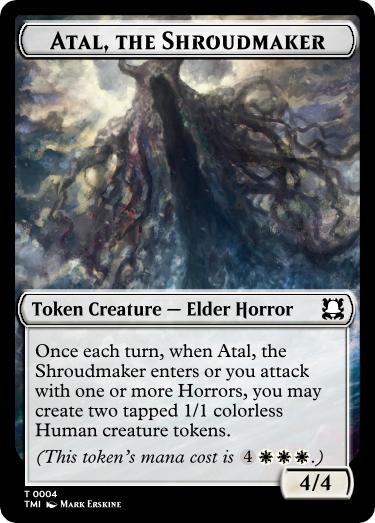 Atal, the Shroudmaker
Token Creature — Elder Horror
Once each turn, when Atal, the
Shroudmaker enters or you attack
with one or more Horrors, you may
create two tapped 1/1 colorless
Human creature tokens.
(This token's mana cost is 4 .)
4/4
T 0004
TMI Mark Erskine